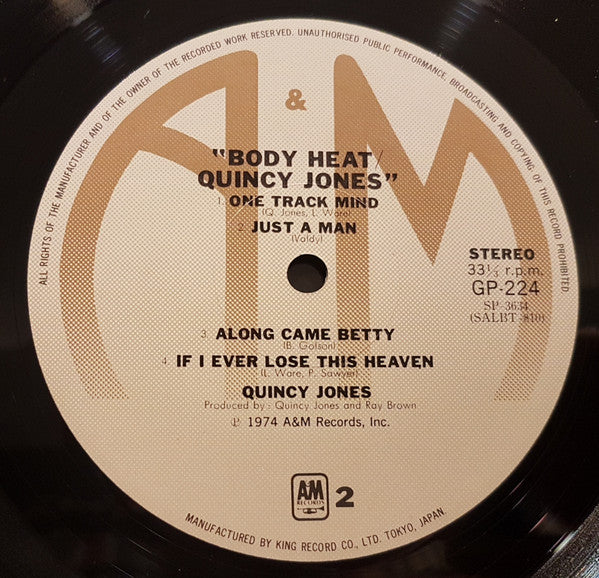 ALL RIGHTS OF THE MANUFACTURER AND OF THE OWNER OF THE RECORDED WORK RESERVED. UNAUTHORISED PUBLIC PERFORMANCE, BROADCASTING AND COPYING OF THIS RECORD PROHIBITED
A & M
"BODY HEAT/
QUINCY JONES"
1. ONE TRACK MIND
(Q. Jones, L. Ware)
2. JUST A MAN
(Valdy)
STEREO
33⅓ r.p.m.
GP-224
SP 3634
(SALBT-810)
3. ALONG CAME BETTY
(B. Golson)
4. IF I EVER LOSE THIS HEAVEN
(L. Ware, P. Sawyer)
QUINCY JONES
Produced by : Quincy Jones and Ray Brown
℗ 1974 A&M Records, Inc.
AM
RECORDS
2
MANUFACTURED BY KING RECORD CO., LTD. TOKYO, JAPAN.